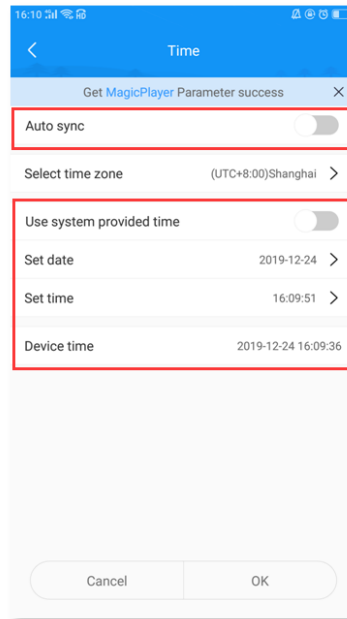 16:10
Time
Get MagicPlayer Parameter success
Auto sync
Select time zone (UTC+8:00)Shanghai
Use system provided time
Set date 2019-12-24
Set time 16:09:51
Device time 2019-12-24 16:09:36
Cancel OK